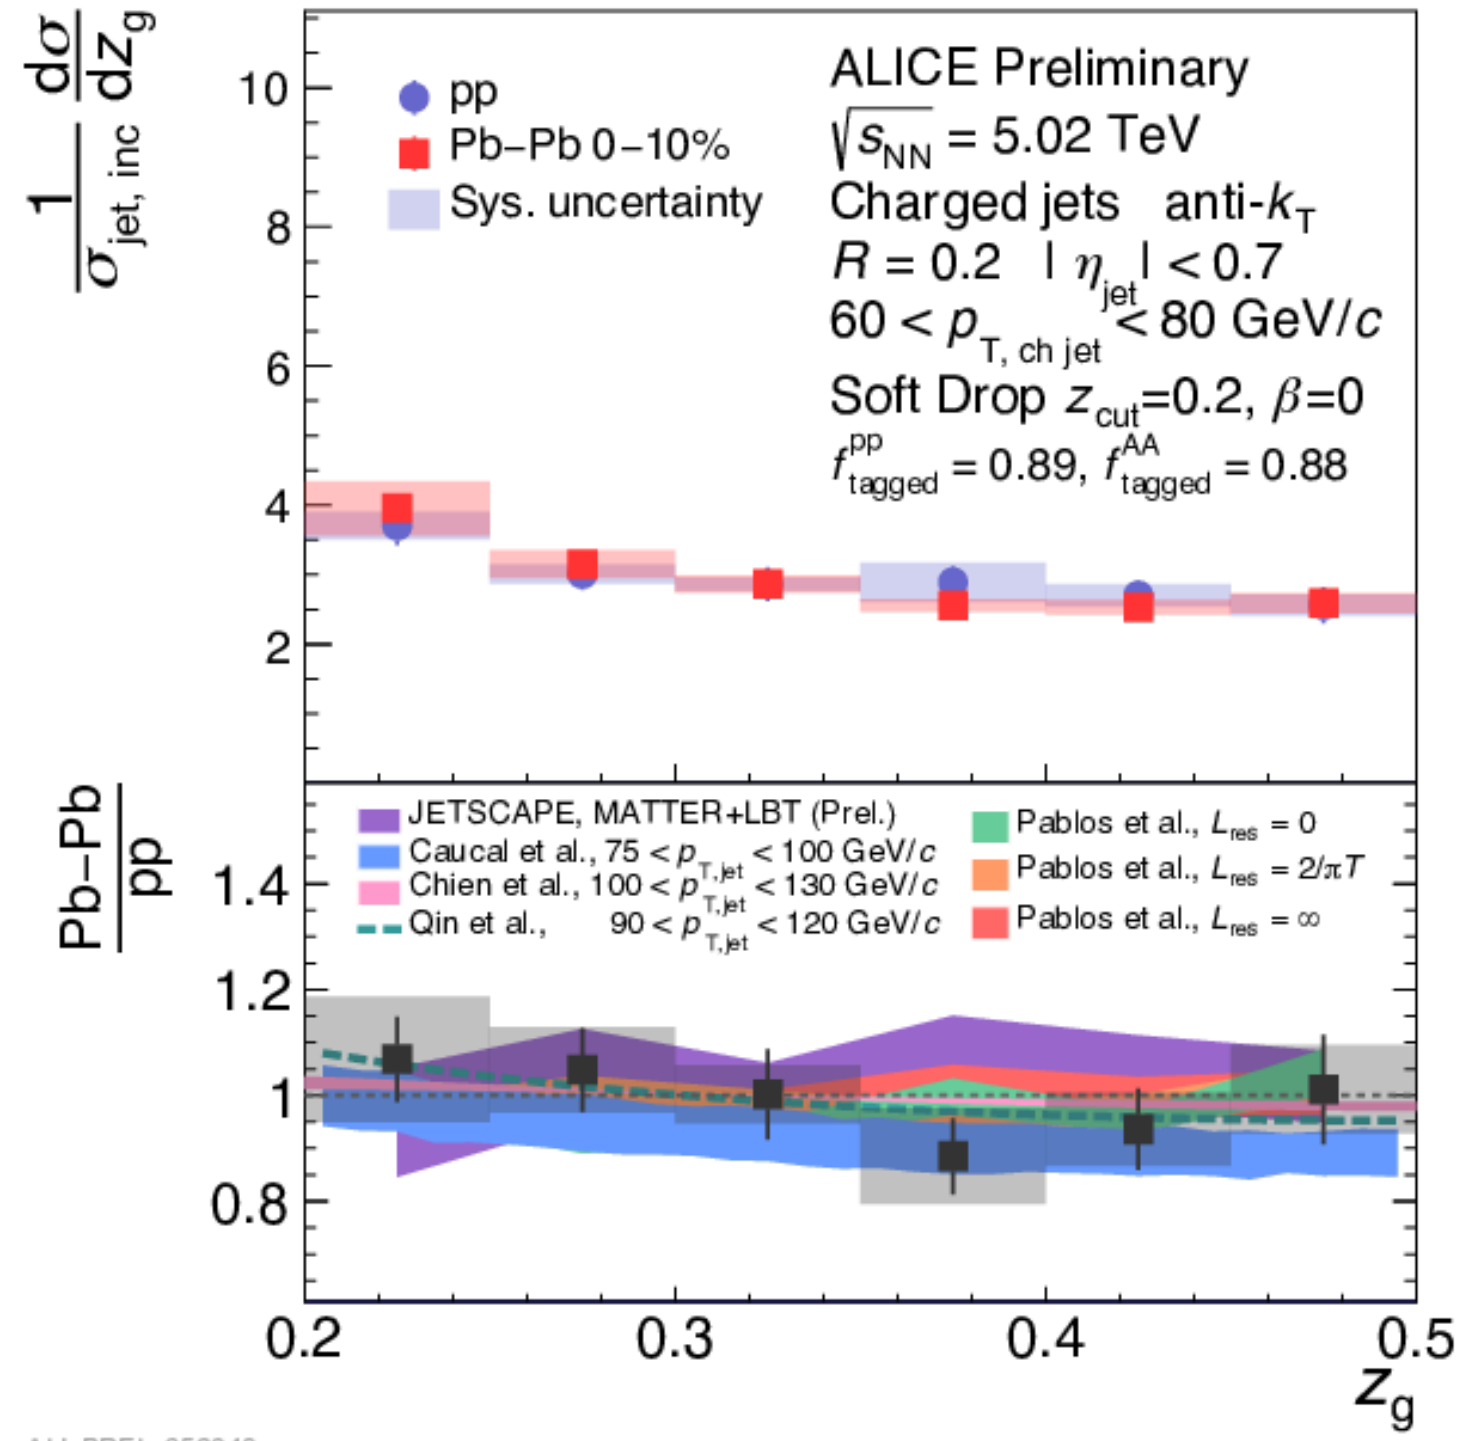 1/σjet, inc dσ/dzg
10
8
6
4
2
pp
Pb–Pb 0–10%
Sys. uncertainty
ALICE Preliminary
√sNN = 5.02 TeV
Charged jets anti-kT
R = 0.2 | ηjet | < 0.7
60 < pT, ch jet < 80 GeV/c
Soft Drop zcut=0.2, β=0
f pp tagged = 0.89, f AA tagged = 0.88
Pb–Pb
pp
1.4
1.2
1
0.8
JETSCAPE, MATTER+LBT (Prel.)
Caucal et al., 75 < pT,jet < 100 GeV/c
Chien et al., 100 < pT,jet < 130 GeV/c
Qin et al., 90 < pT,jet < 120 GeV/c
Pablos et al., Lres = 0
Pablos et al., Lres = 2/πT
Pablos et al., Lres = ∞
0.2 0.3 0.4 0.5
zg